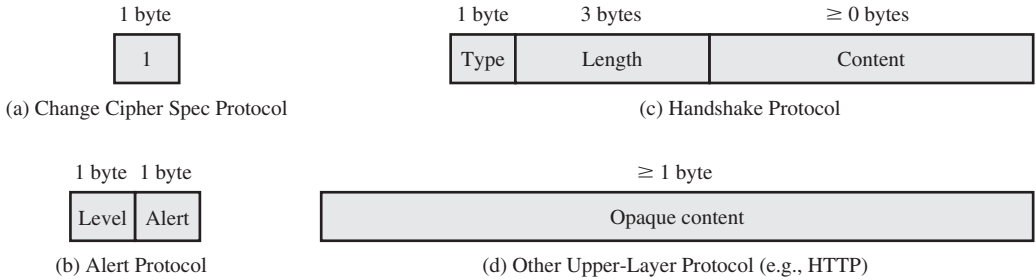 1 byte
1
(a) Change Cipher Spec Protocol
1 byte 3 bytes ≥ 0 bytes
Type Length Content
(c) Handshake Protocol
1 byte 1 byte
Level Alert
(b) Alert Protocol
≥ 1 byte
Opaque content
(d) Other Upper-Layer Protocol (e.g., HTTP)